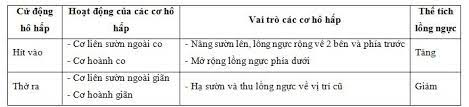 Cử động hô hấp
Hoạt động của các cơ hô hấp
Vai trò các cơ hô hấp
Thể tích lồng ngực
Hít vào
- Cơ liên sườn ngoài co
- Cơ hoành co
- Nâng sườn lên, lồng ngực rộng về 2 bên và phía trước
- Mở rộng lồng ngực phía dưới
Tăng
Thở ra
- Cơ liên sườn ngoài giãn
- Cơ hoành giãn
- Hạ sườn và thu lồng ngực về vị trí cũ
Giảm